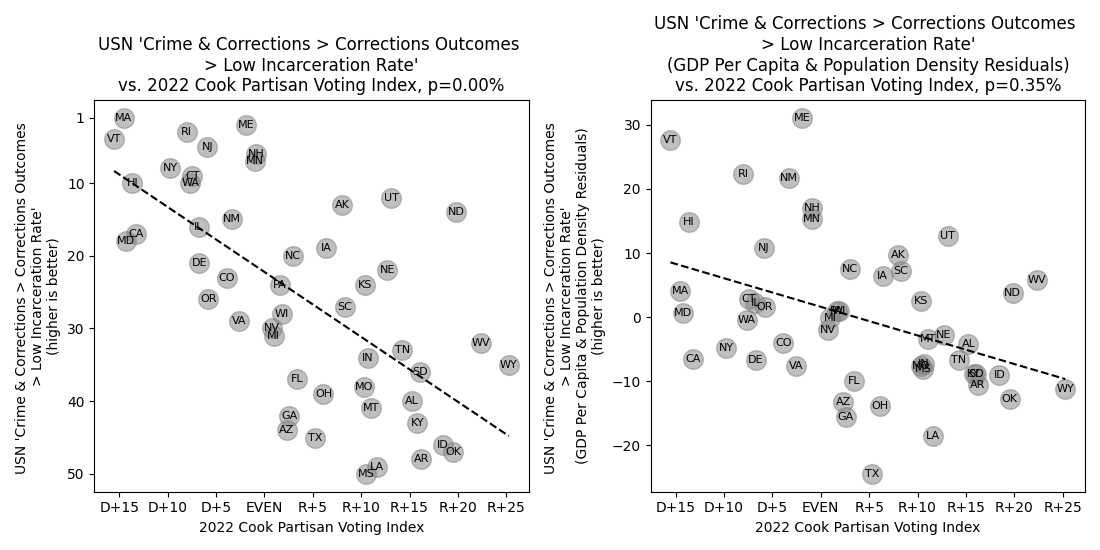 USN 'Crime & Corrections > Corrections Outcomes
> Low Incarceration Rate'
vs. 2022 Cook Partisan Voting Index, p=0.00%
USN 'Crime & Corrections > Corrections Outcomes
> Low Incarceration Rate'
(higher is better)
1
10
20
30
40
50
MA
VT
RI
ME
NJ
NH
MN
NY
CT
WA
HI
UT
AK
ND
NM
IL
CA
MD
IA
NC
DE
NE
CO
PA
KS
OR
SC
WI
VA
NV
MI
WV
TN
IN
WY
SD
FL
MO
OH
AL
MT
GA
KY
AZ
TX
ID
OK
AR
LA
MS
D+15 D+10 D+5 EVEN R+5 R+10 R+15 R+20 R+25
2022 Cook Partisan Voting Index
USN 'Crime & Corrections > Corrections Outcomes
> Low Incarceration Rate'
(GDP Per Capita & Population Density Residuals)
vs. 2022 Cook Partisan Voting Index, p=0.35%
USN 'Crime & Corrections > Corrections Outcomes
> Low Incarceration Rate'
(GDP Per Capita & Population Density Residuals)
(higher is better)
30
20
10
0
−10
−20
ME
VT
RI
NM
NH
MN
HI
UT
NJ
AK
NC
SC
IA
WV
MA
ND
CT
KS
IL
OR
MD
WA
MI
NV
NE
MT
CO
AL
NY
CA
DE
TN
VA
ID
FL
AR
WY
OK
AZ
OH
GA
LA
TX
D+15 D+10 D+5 EVEN R+5 R+10 R+15 R+20 R+25
2022 Cook Partisan Voting Index